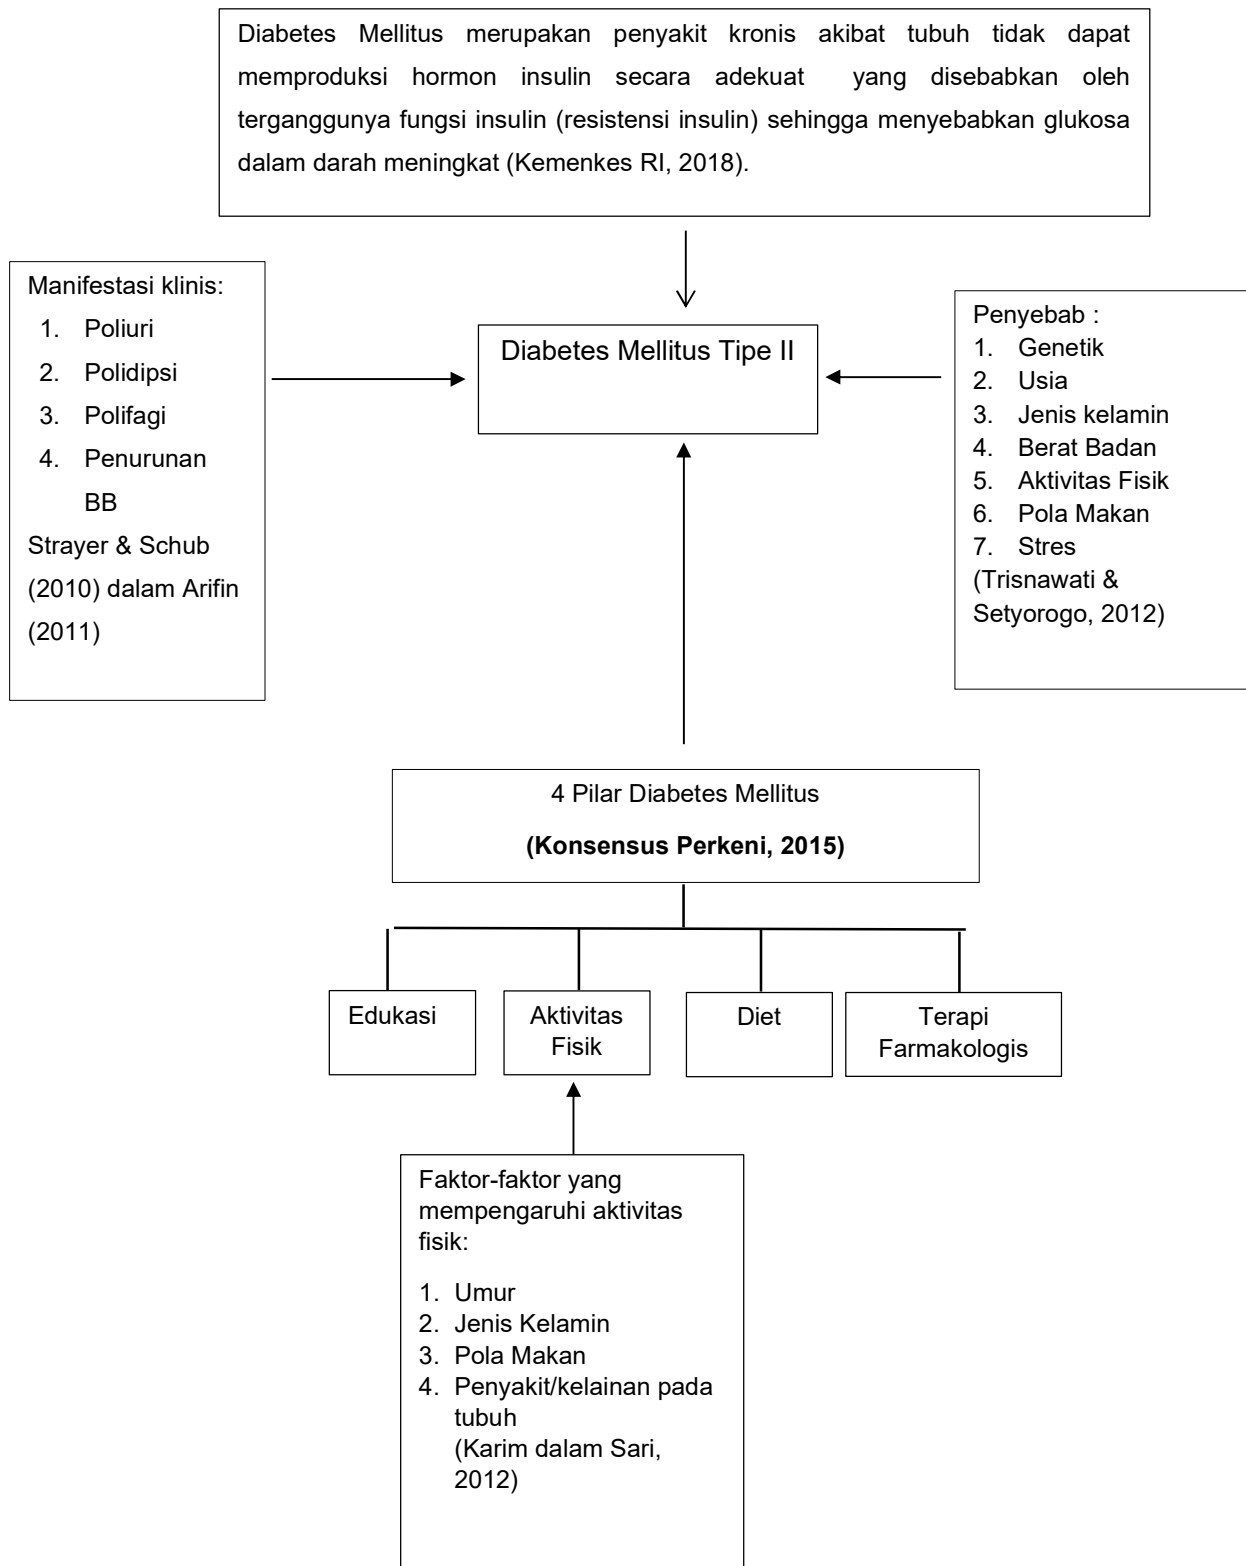 Diabetes Mellitus merupakan penyakit kronis akibat tubuh tidak dapat
memproduksi hormon insulin secara adekuat yang disebabkan oleh
terganggunya fungsi insulin (resistensi insulin) sehingga menyebabkan glukosa
dalam darah meningkat (Kemenkes RI, 2018).
Manifestasi klinis:
1. Poliuri
2. Polidipsi
3. Polifagi
4. Penurunan
BB
Strayer & Schub
(2010) dalam Arifin
(2011)
Diabetes Mellitus Tipe II
Penyebab :
1. Genetik
2. Usia
3. Jenis kelamin
4. Berat Badan
5. Aktivitas Fisik
6. Pola Makan
7. Stres
(Trisnawati &
Setyorogo, 2012)
4 Pilar Diabetes Mellitus
(Konsensus Perkeni, 2015)
Edukasi
Aktivitas
Fisik
Diet
Terapi
Farmakologis
Faktor-faktor yang
mempengaruhi aktivitas
fisik:
1. Umur
2. Jenis Kelamin
3. Pola Makan
4. Penyakit/kelainan pada
tubuh
(Karim dalam Sari,
2012)